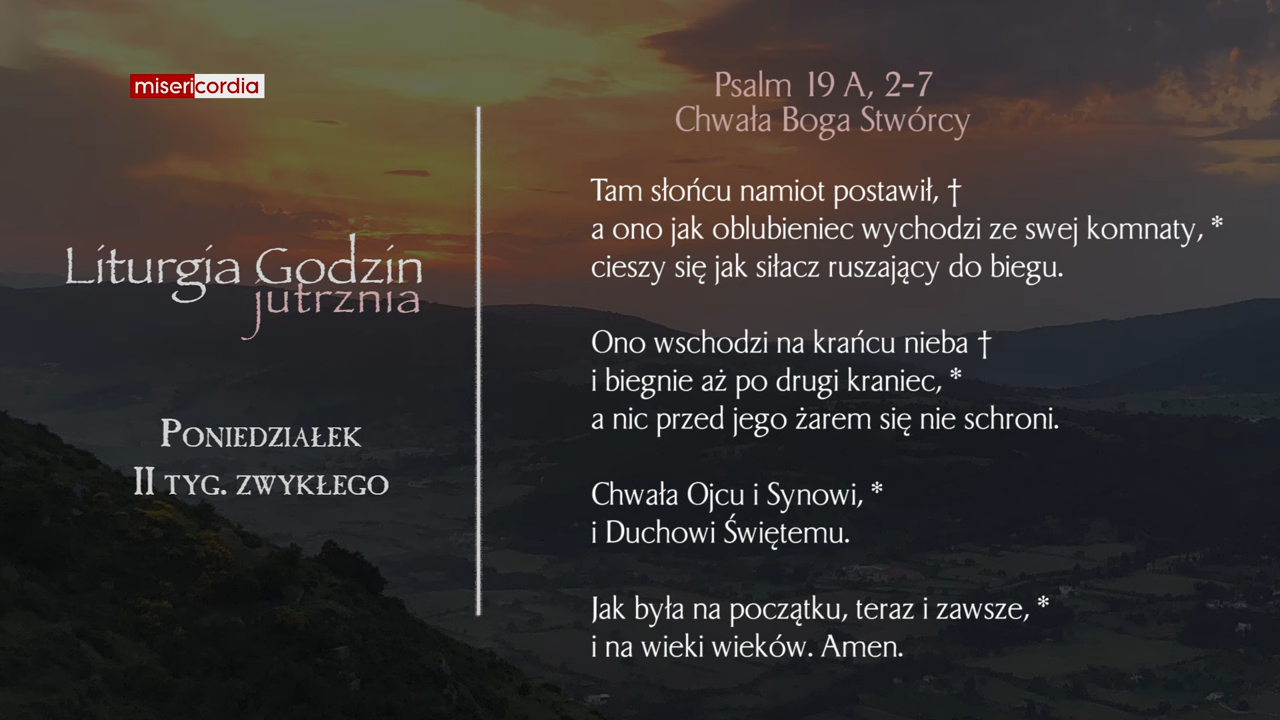 misericordia
Liturgia Godzin
jutrznia
Poniedziałek
II tyg. zwykłego
Psalm 19 A, 2-7
Chwała Boga Stwórcy
Tam słońcu namiot postawił, †
a ono jak oblubieniec wychodzi ze swej komnaty, *
cieszy się jak siłacz ruszający do biegu.
Ono wschodzi na krańcu nieba †
i biegnie aż po drugi kraniec, *
a nic przed jego żarem się nie schroni.
Chwała Ojcu i Synowi, *
i Duchowi Świętemu.
Jak była na początku, teraz i zawsze, *
i na wieki wieków. Amen.